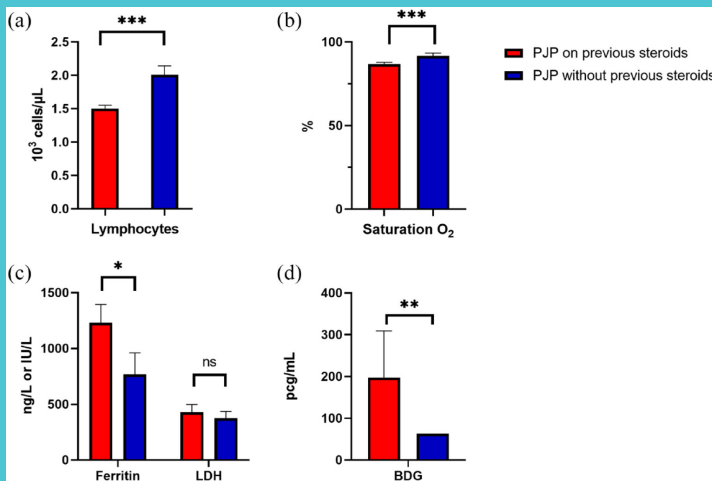 (a)
***
2.5
2.0
1.5
1.0
0.5
0.0
10³ cells/µL
Lymphocytes
(b)
***
100
50
0
%
Saturation O₂
PJP on previous steroids
PJP without previous steroids
(c)
*
ns
1500
1000
500
0
ng/L or IU/L
Ferritin
LDH
(d)
**
400
300
200
100
0
pcg/mL
BDG